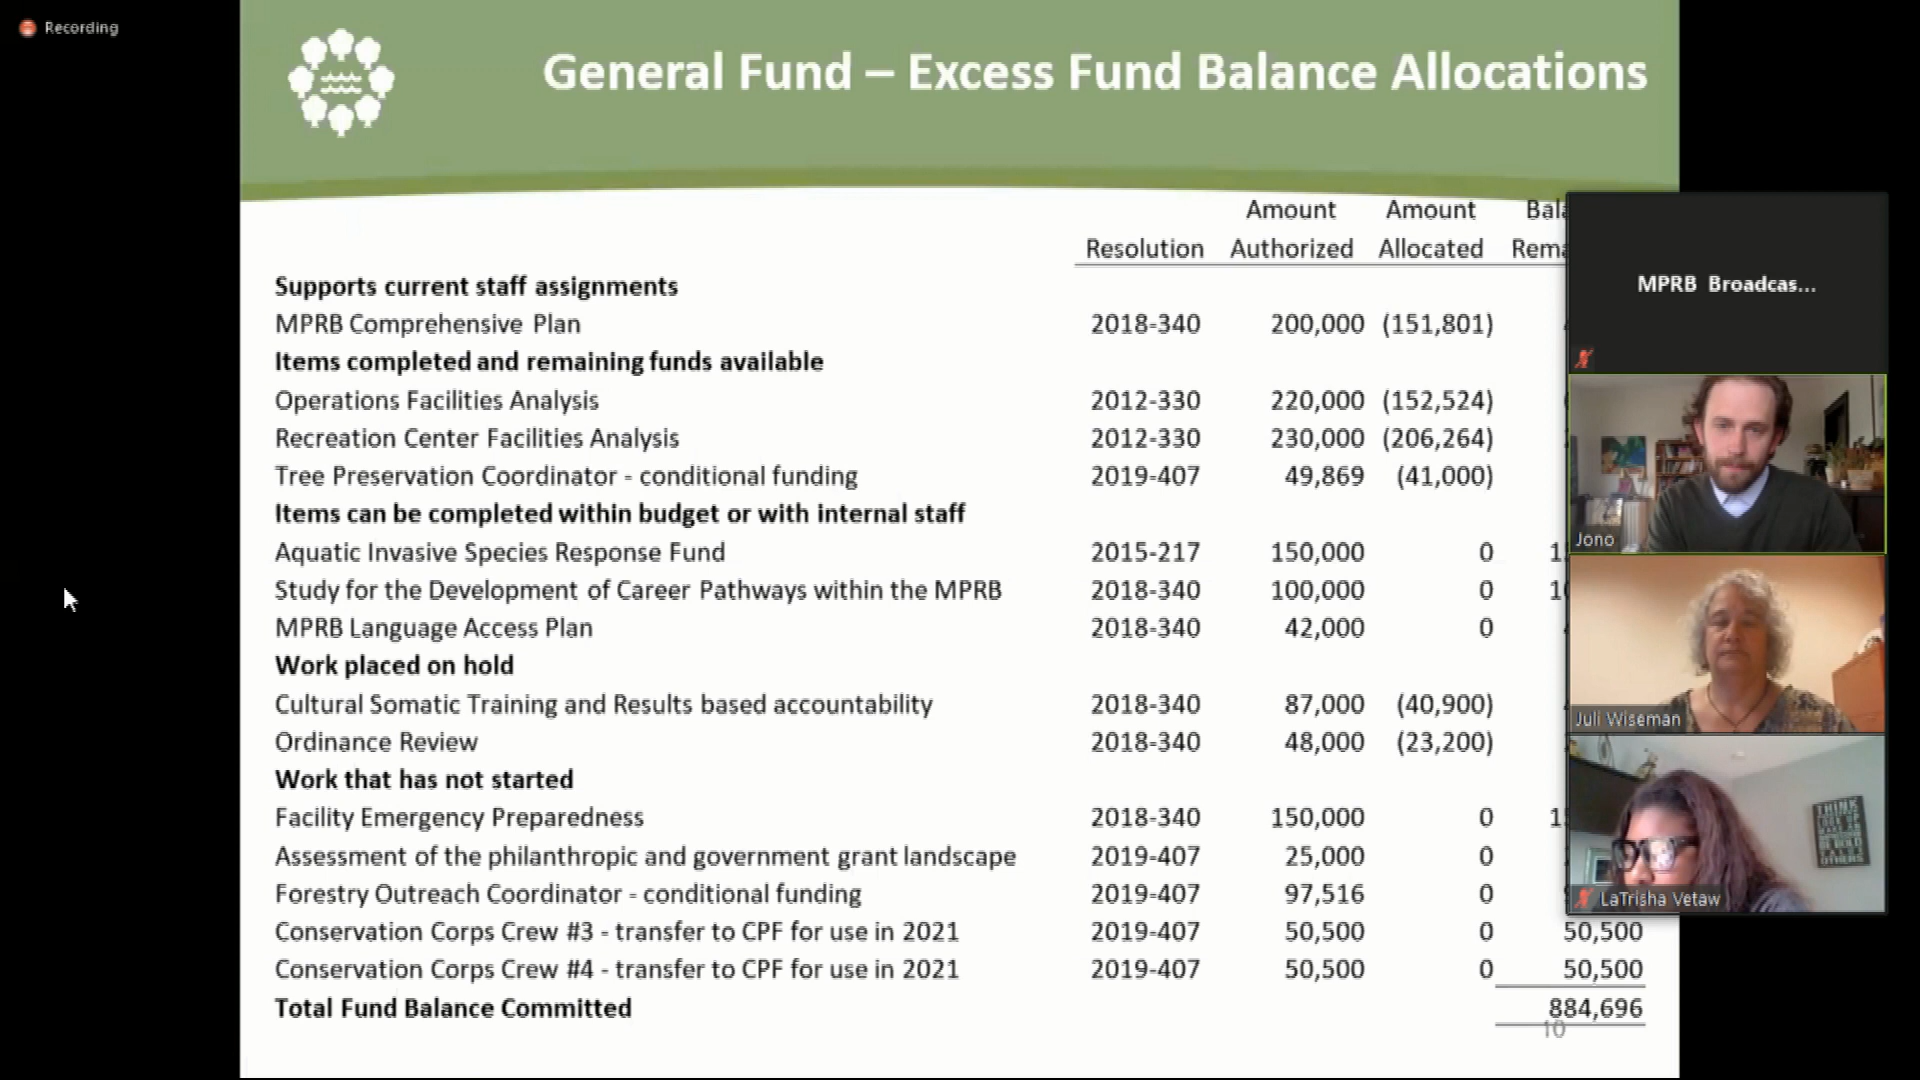 Recording
General Fund – Excess Fund Balance Allocations
Amount Amount
Resolution Authorized Allocated
Supports current staff assignments
MPRB Comprehensive Plan 2018-340 200,000 (151,801)
Items completed and remaining funds available
Operations Facilities Analysis 2012-330 220,000 (152,524)
Recreation Center Facilities Analysis 2012-330 230,000 (206,264)
Tree Preservation Coordinator - conditional funding 2019-407 49,869 (41,000)
Items can be completed within budget or with internal staff
Aquatic Invasive Species Response Fund 2015-217 150,000 0
Study for the Development of Career Pathways within the MPRB 2018-340 100,000 0
MPRB Language Access Plan 2018-340 42,000 0
Work placed on hold
Cultural Somatic Training and Results based accountability 2018-340 87,000 (40,900)
Ordinance Review 2018-340 48,000 (23,200)
Work that has not started
Facility Emergency Preparedness 2018-340 150,000 0
Assessment of the philanthropic and government grant landscape 2019-407 25,000 0
Forestry Outreach Coordinator - conditional funding 2019-407 97,516 0
Conservation Corps Crew #3 - transfer to CPF for use in 2021 2019-407 50,500 0 50,500
Conservation Corps Crew #4 - transfer to CPF for use in 2021 2019-407 50,500 0 50,500
Total Fund Balance Committed 884,696
10
MPRB Broadcas...
Jono
Juli Wiseman
THINK
OTHERS
LaTrisha Vetaw